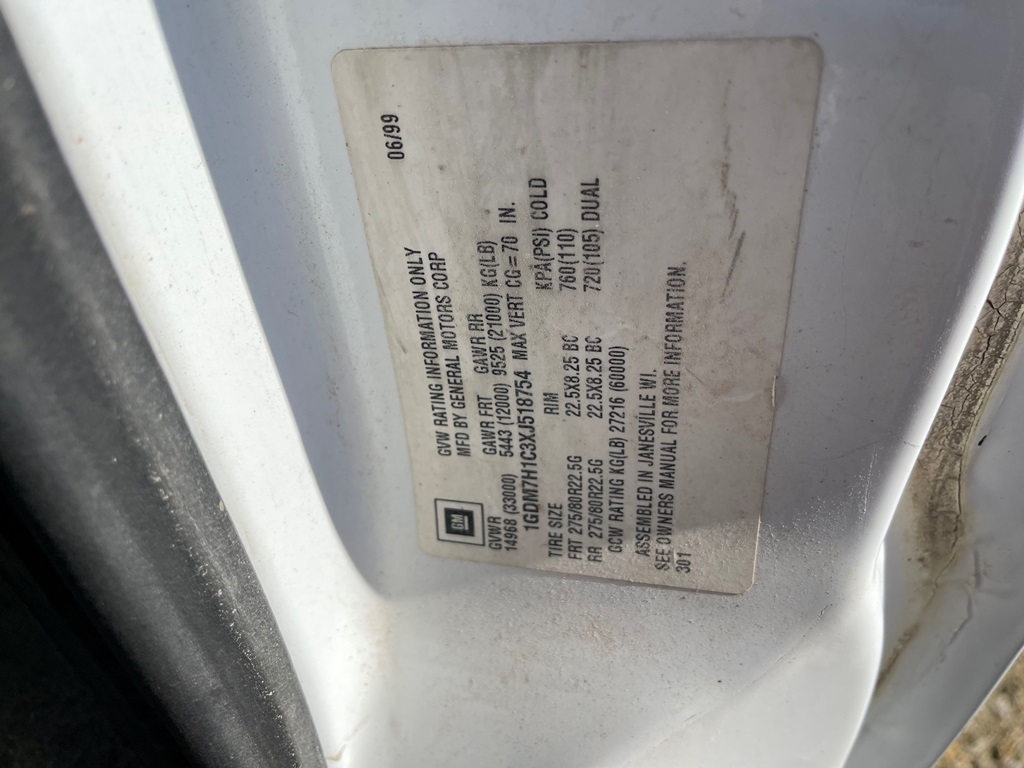 06/99
GVW RATING INFORMATION ONLY
MFD BY GENERAL MOTORS CORP
GM
GVWR GAWR FRT GAWR RR
14968 (33000) 5443 (12000) 9525 (21000) KG(LB)
1GDM7H1C3XJ518754 MAX VERT CG=70 IN.
TIRE SIZE RIM KPA(PSI) COLD
FRT 275/80R22.5G 22.5X8.25 BC 760(110)
RR 275/80R22.5G 22.5X8.25 BC 720(105) DUAL
GCW RATING KG(LB) 27216 (60000)
ASSEMBLED IN JANESVILLE WI.
SEE OWNERS MANUAL FOR MORE INFORMATION.
301